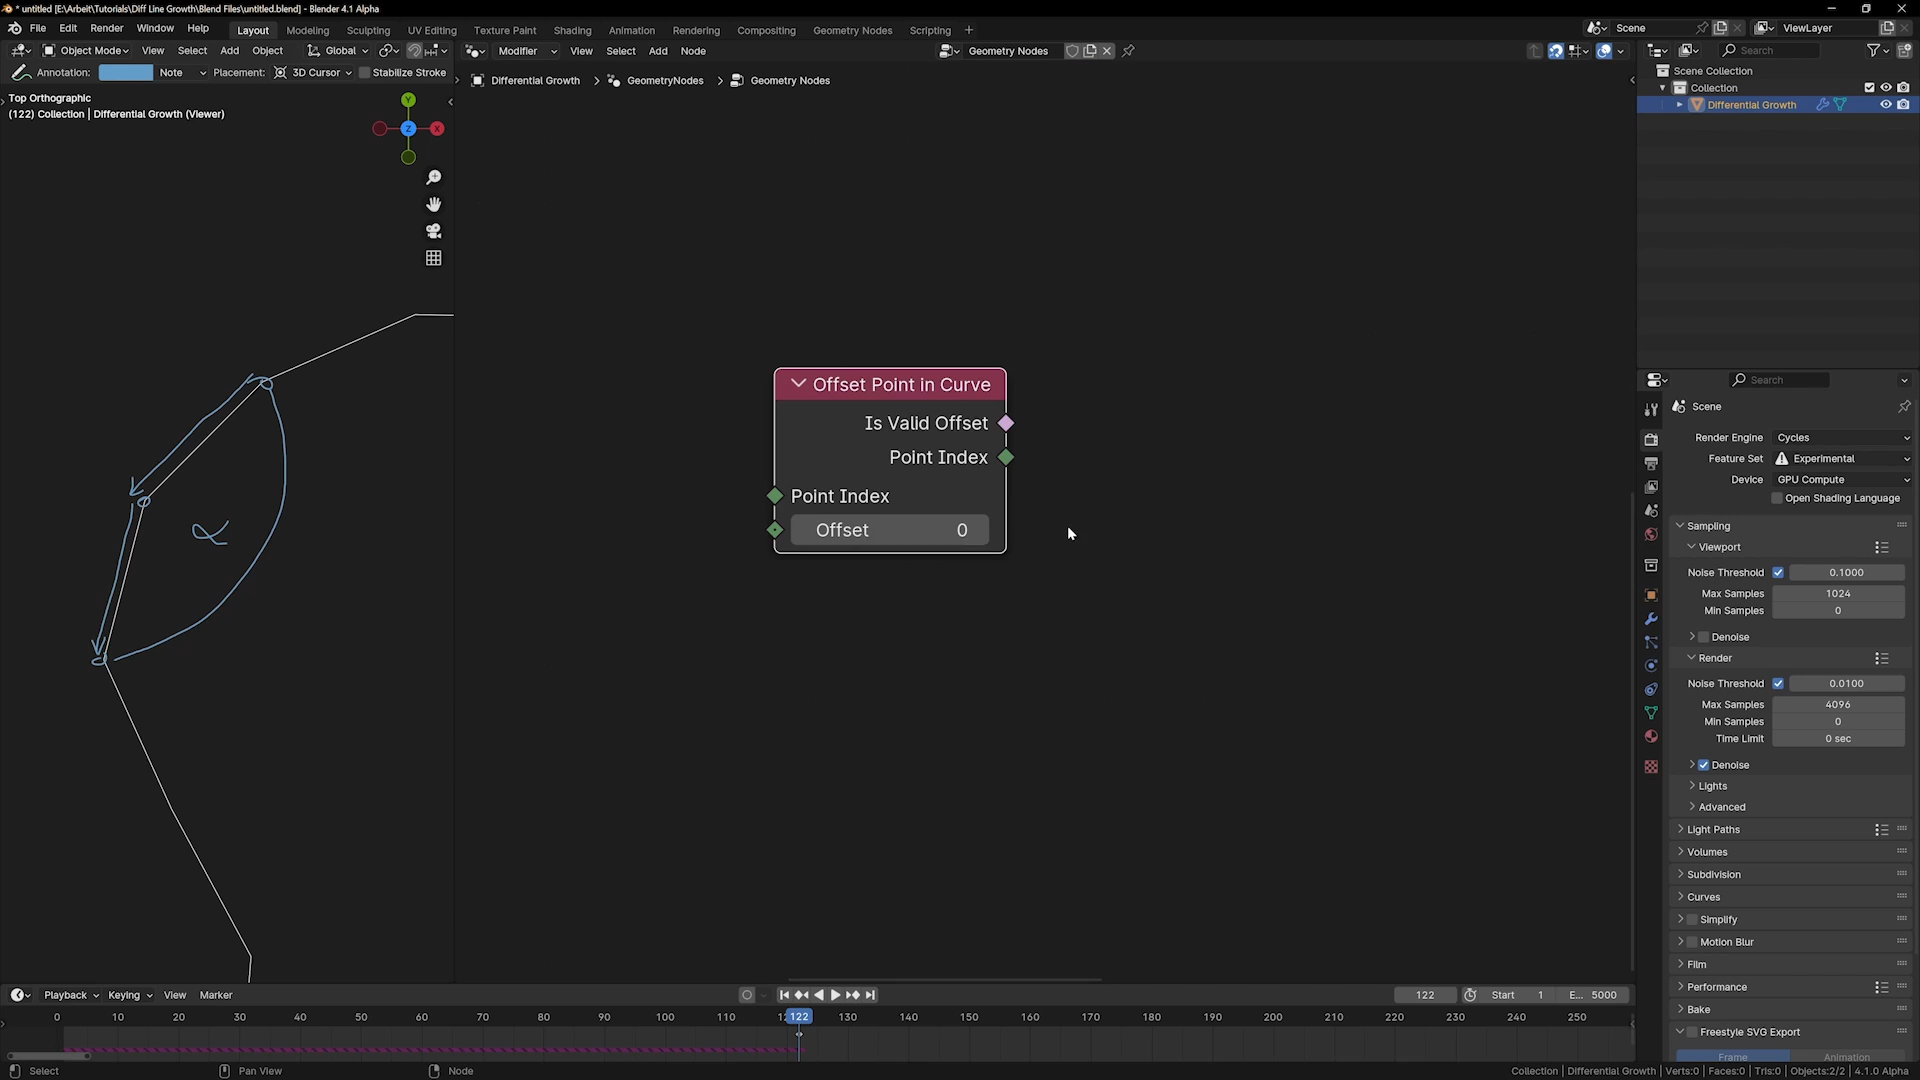 * untitled [E:\Arbeit\Tutorials\Diff Line Growth\Blend Files\untitled.blend] - Blender 4.1 Alpha
File Edit Render Window Help Layout Modeling Sculpting UV Editing Texture Paint Shading Animation Rendering Compositing Geometry Nodes Scripting + Scene ViewLayer
Object Mode View Select Add Object Global Modifier View Select Add Node Geometry Nodes Search
Annotation: Note Placement: 3D Cursor Stabilize Stroke
Differential Growth > GeometryNodes > Geometry Nodes
Top Orthographic
(122) Collection | Differential Growth (Viewer)
Y
Z
X
α
Offset Point in Curve
Is Valid Offset
Point Index
Point Index
Offset 0
Scene Collection
Collection
Differential Growth
Search
Scene
Render Engine Cycles
Feature Set Experimental
Device GPU Compute
Open Shading Language
Sampling
Viewport
Noise Threshold 0.1000
Max Samples 1024
Min Samples 0
Denoise
Render
Noise Threshold 0.0100
Max Samples 4096
Min Samples 0
Time Limit 0 sec
Denoise
Lights
Advanced
Light Paths
Volumes
Subdivision
Curves
Simplify
Motion Blur
Film
Performance
Bake
Freestyle SVG Export
Frame Animation
Playback Keying View Marker 122 Start 1 E... 5000
0 10 20 30 40 50 60 70 80 90 100 110 122 130 140 150 160 170 180 190 200 210 220 230 240 250
Select Pan View Node Collection | Differential Growth | Verts:0 | Faces:0 | Tris:0 | Objects:2/2 | 4.1.0 Alpha